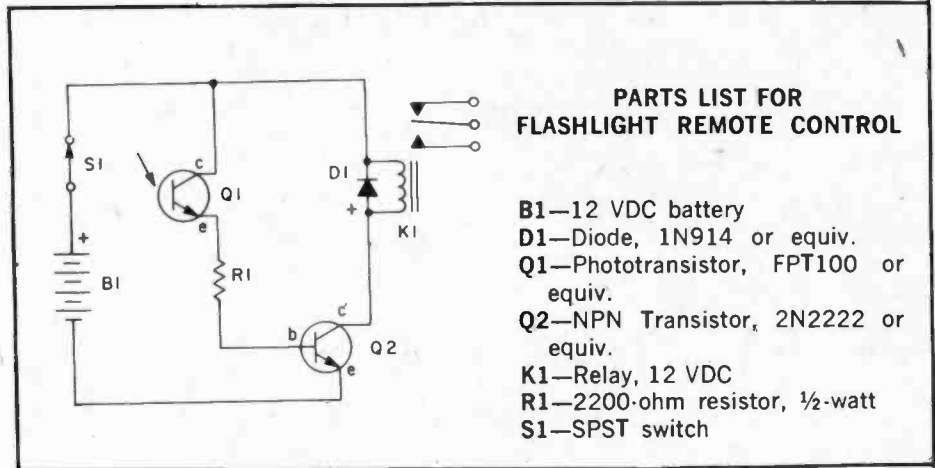 S1
+
B1
c
Q1
e
R1
b
c
Q2
e
D1
+
K1
PARTS LIST FOR
FLASHLIGHT REMOTE CONTROL
B1—12 VDC battery
D1—Diode, 1N914 or equiv.
Q1—Phototransistor, FPT100 or
equiv.
Q2—NPN Transistor, 2N2222 or
equiv.
K1—Relay, 12 VDC
R1—2200-ohm resistor, ½-watt
S1—SPST switch